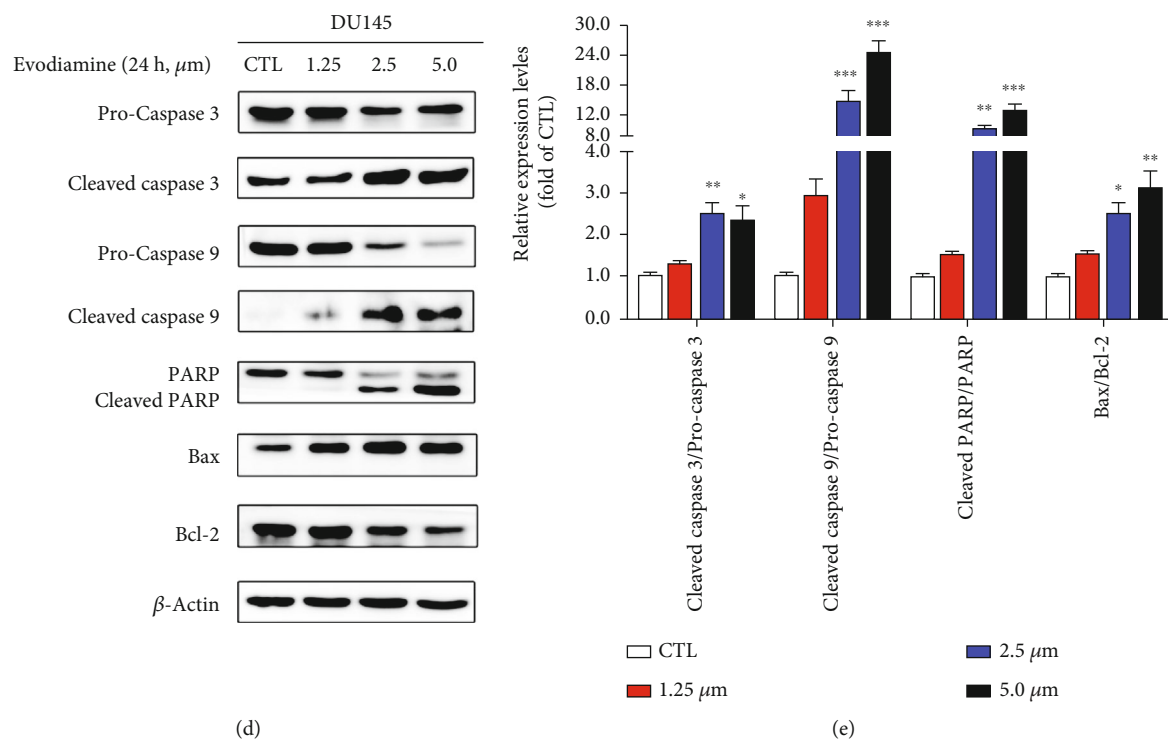 DU145
Evodiamine (24 h, μm) CTL 1.25 2.5 5.0
Pro-Caspase 3
Cleaved caspase 3
Pro-Caspase 9
Cleaved caspase 9
PARP
Cleaved PARP
Bax
Bcl-2
β-Actin
(d)
Relative expression levles
(fold of CTL)
30.0
24.0
18.0
12.0
8.0
4.0
3.0
2.0
1.0
0.0
** *
*** ***
** ***
* **
Cleaved caspase 3/Pro-caspase 3
Cleaved caspase 9/Pro-caspase 9
Cleaved PARP/PARP
Bax/Bcl-2
CTL
1.25 μm
2.5 μm
5.0 μm
(e)